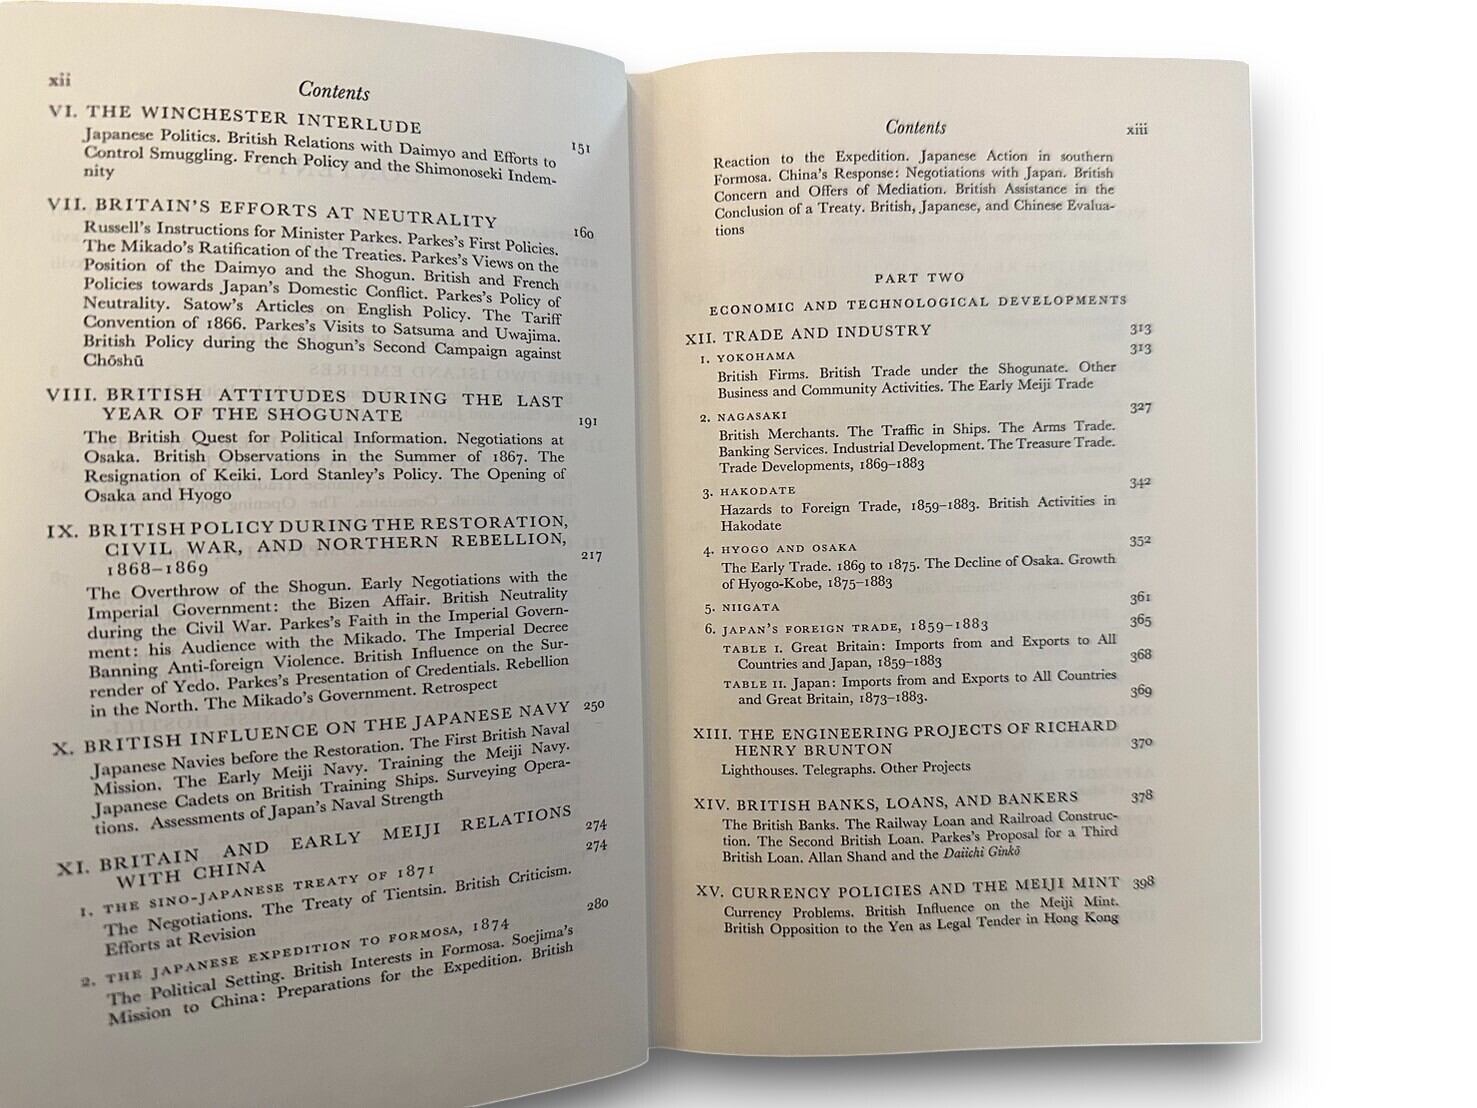 xii
Contents
VI. THE WINCHESTER INTERLUDE 151
Japanese Politics. British Relations with Daimyo and Efforts to
Control Smuggling. French Policy and the Shimonoseki Indem-
nity
VII. BRITAIN'S EFFORTS AT NEUTRALITY 160
Russell's Instructions for Minister Parkes. Parkes's First Policies.
The Mikado's Ratification of the Treaties. Parkes's Views on the
Position of the Daimyo and the Shogun. British and French
Policies towards Japan's Domestic Conflict. Parkes's Policy of
Neutrality. Satow's Articles on English Policy. The Tariff
Convention of 1866. Parkes's Visits to Satsuma and Uwajima.
British Policy during the Shogun's Second Campaign against
Chōshū
VIII. BRITISH ATTITUDES DURING THE LAST
YEAR OF THE SHOGUNATE 191
The British Quest for Political Information. Negotiations at
Osaka. British Observations in the Summer of 1867. The
Resignation of Keiki. Lord Stanley's Policy. The Opening of
Osaka and Hyogo
IX. BRITISH POLICY DURING THE RESTORATION,
CIVIL WAR, AND NORTHERN REBELLION,
1868–1869 217
The Overthrow of the Shogun. Early Negotiations with the
Imperial Government: the Bizen Affair. British Neutrality
during the Civil War. Parkes's Faith in the Imperial Govern-
ment: his Audience with the Mikado. The Imperial Decree
Banning Anti-foreign Violence. British Influence on the Sur-
render of Yedo. Parkes's Presentation of Credentials. Rebellion
in the North. The Mikado's Government. Retrospect
X. BRITISH INFLUENCE ON THE JAPANESE NAVY 250
Japanese Navies before the Restoration. The First British Naval
Mission. The Early Meiji Navy. Training the Meiji Navy.
Japanese Cadets on British Training Ships. Surveying Opera-
tions. Assessments of Japan's Naval Strength
XI. BRITAIN AND EARLY MEIJI RELATIONS
WITH CHINA 274
1. THE SINO-JAPANESE TREATY OF 1871 274
The Negotiations. The Treaty of Tientsin. British Criticism.
Efforts at Revision
2. THE JAPANESE EXPEDITION TO FORMOSA, 1874 280
The Political Setting. British Interests in Formosa. Soejima's
Mission to China: Preparations for the Expedition. British
Contents
xiii
Reaction to the Expedition. Japanese Action in southern
Formosa. China's Response: Negotiations with Japan. British
Concern and Offers of Mediation. British Assistance in the
Conclusion of a Treaty. British, Japanese, and Chinese Evalua-
tions
PART TWO
ECONOMIC AND TECHNOLOGICAL DEVELOPMENTS
XII. TRADE AND INDUSTRY 313
1. YOKOHAMA 313
British Firms. British Trade under the Shogunate. Other
Business and Community Activities. The Early Meiji Trade
2. NAGASAKI 327
British Merchants. The Traffic in Ships. The Arms Trade.
Banking Services. Industrial Development. The Treasure Trade.
Trade Developments, 1869–1883
3. HAKODATE 342
Hazards to Foreign Trade, 1859–1883. British Activities in
Hakodate
4. HYOGO AND OSAKA 352
The Early Trade. 1869 to 1875. The Decline of Osaka. Growth
of Hyogo-Kobe, 1875–1883
5. NIIGATA 361
6. JAPAN'S FOREIGN TRADE, 1859–1883 365
TABLE I. Great Britain: Imports from and Exports to All
Countries and Japan, 1859–1883 368
TABLE II. Japan: Imports from and Exports to All Countries
and Great Britain, 1873–1883. 369
XIII. THE ENGINEERING PROJECTS OF RICHARD
HENRY BRUNTON 370
Lighthouses. Telegraphs. Other Projects
XIV. BRITISH BANKS, LOANS, AND BANKERS 378
The British Banks. The Railway Loan and Railroad Construc-
tion. The Second British Loan. Parkes's Proposal for a Third
British Loan. Allan Shand and the Daiichi Ginkō
XV. CURRENCY POLICIES AND THE MEIJI MINT 398
Currency Problems. British Influence on the Meiji Mint.
British Opposition to the Yen as Legal Tender in Hong Kong